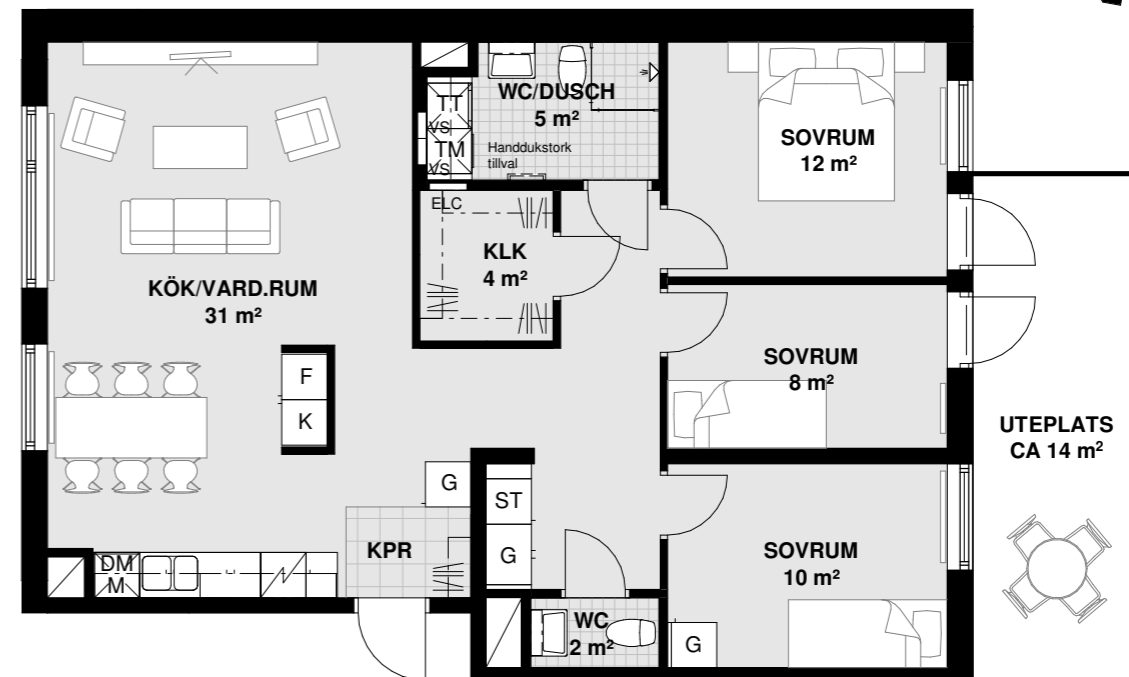 TT
VS
TM
VS
WC/DUSCH
5 m²
Handdukstork
tillval
SOVRUM
12 m²
ELC
KLK
4 m²
KÖK/VARD.RUM
31 m²
F
K
SOVRUM
8 m²
UTEPLATS
CA 14 m²
G
ST
G
KPR
DM
M
SOVRUM
10 m²
WC
2 m²
G